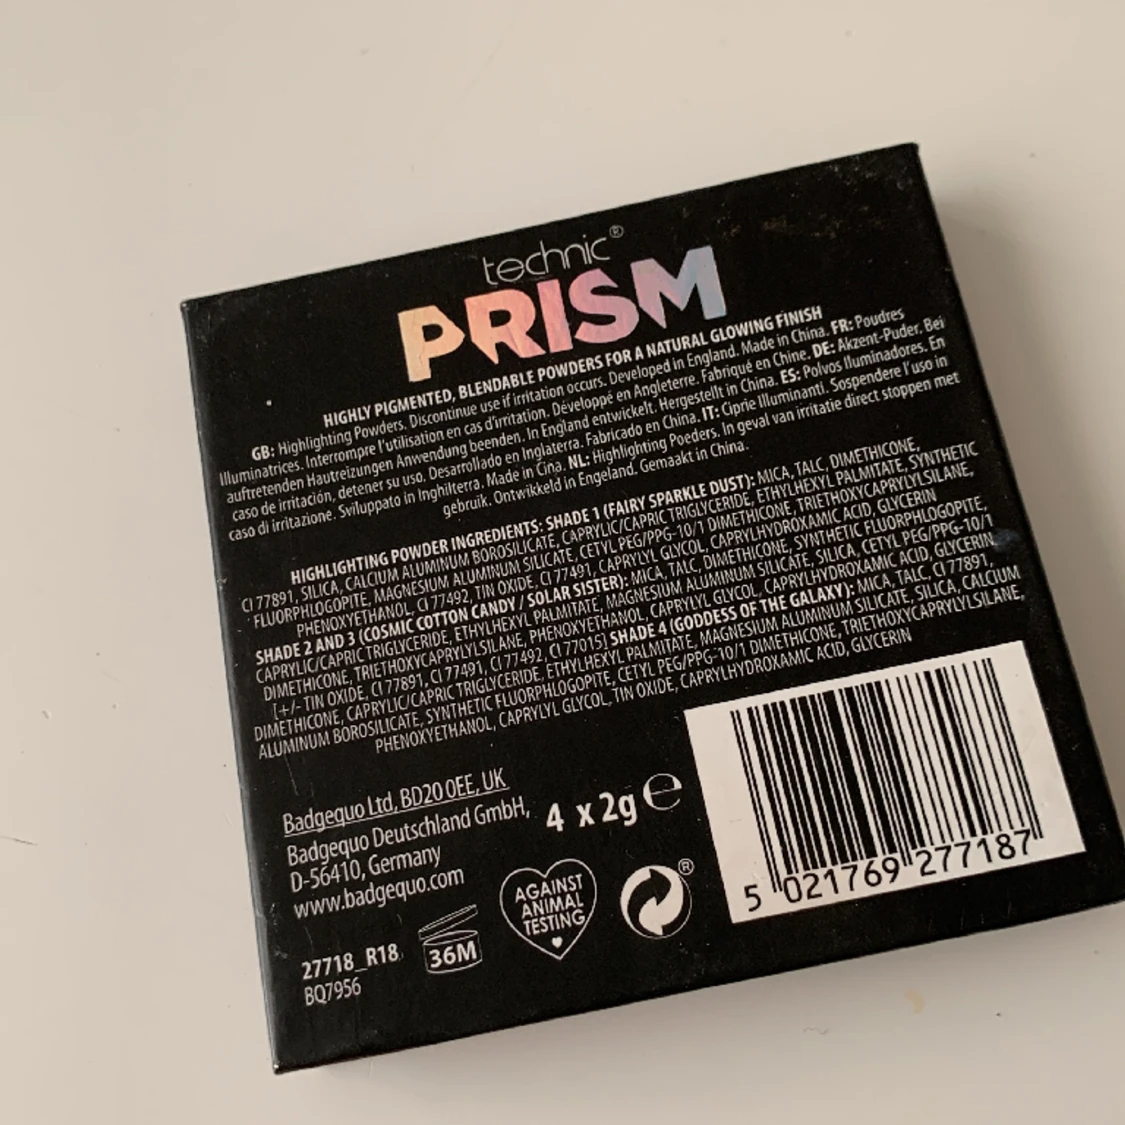 technic®
PRISM
HIGHLY PIGMENTED, BLENDABLE POWDERS FOR A NATURAL GLOWING FINISH
GB: Highlighting Powders. Discontinue use if irritation occurs. Developed in England. Made in China. FR: Poudres
Illuminatrices. Interrompre l'utilisation en cas d'irritation. Développé en Angleterre. Fabriqué en Chine. DE: Akzent-Puder. Bei
auftretenden Hautreizungen Anwendung beenden. In England entwickelt. Hergestellt in China. ES: Polvos Iluminadores. En
caso de irritación, detener su uso. Desarrollado en Inglaterra. Fabricado en China. IT: Ciprie Illuminanti. Sospendere l'uso in
caso di irritazione. Sviluppato in Inghilterra. Made in Cina. NL: Highlighting Poeders. In geval van irritatie direct stoppen met
gebruik. Ontwikkeld in Engeland. Gemaakt in China.
HIGHLIGHTING POWDER INGREDIENTS: SHADE 1 (FAIRY SPARKLE DUST): MICA, TALC, DIMETHICONE,
CI 77891, SILICA, CALCIUM ALUMINUM BOROSILICATE, CAPRYLIC/CAPRIC TRIGLYCERIDE, ETHYLHEXYL PALMITATE, SYNTHETIC
FLUORPHLOGOPITE, MAGNESIUM ALUMINUM SILICATE, CETYL PEG/PPG-10/1 DIMETHICONE, TRIETHOXYCAPRYLYLSILANE,
PHENOXYETHANOL, CI 77492, TIN OXIDE, CI 77491, CAPRYLYL GLYCOL, CAPRYLHYDROXAMIC ACID, GLYCERIN
SHADE 2 AND 3 (COSMIC COTTON CANDY / SOLAR SISTER): MICA, TALC, DIMETHICONE, SYNTHETIC FLUORPHLOGOPITE,
CAPRYLIC/CAPRIC TRIGLYCERIDE, ETHYLHEXYL PALMITATE, MAGNESIUM ALUMINUM SILICATE, SILICA, CETYL PEG/PPG-10/1
DIMETHICONE, TRIETHOXYCAPRYLYLSILANE, PHENOXYETHANOL, CAPRYLYL GLYCOL, CAPRYLHYDROXAMIC ACID, GLYCERIN
[+/- TIN OXIDE, CI 77891, CI 77491, CI 77492, CI 77015] SHADE 4 (GODDESS OF THE GALAXY): MICA, TALC, CI 77891,
DIMETHICONE, CAPRYLIC/CAPRIC TRIGLYCERIDE, ETHYLHEXYL PALMITATE, MAGNESIUM ALUMINUM SILICATE, SILICA, CALCIUM
ALUMINUM BOROSILICATE, SYNTHETIC FLUORPHLOGOPITE, CETYL PEG/PPG-10/1 DIMETHICONE, TRIETHOXYCAPRYLYLSILANE,
PHENOXYETHANOL, CAPRYLYL GLYCOL, TIN OXIDE, CAPRYLHYDROXAMIC ACID, GLYCERIN
Badgequo Ltd, BD20 0EE, UK
Badgequo Deutschland GmbH,
D-56410, Germany
www.badgequo.com
4 x 2g ℮
AGAINST
ANIMAL
TESTING
®
27718_R18
BQ7956
36M
5 021769 277187